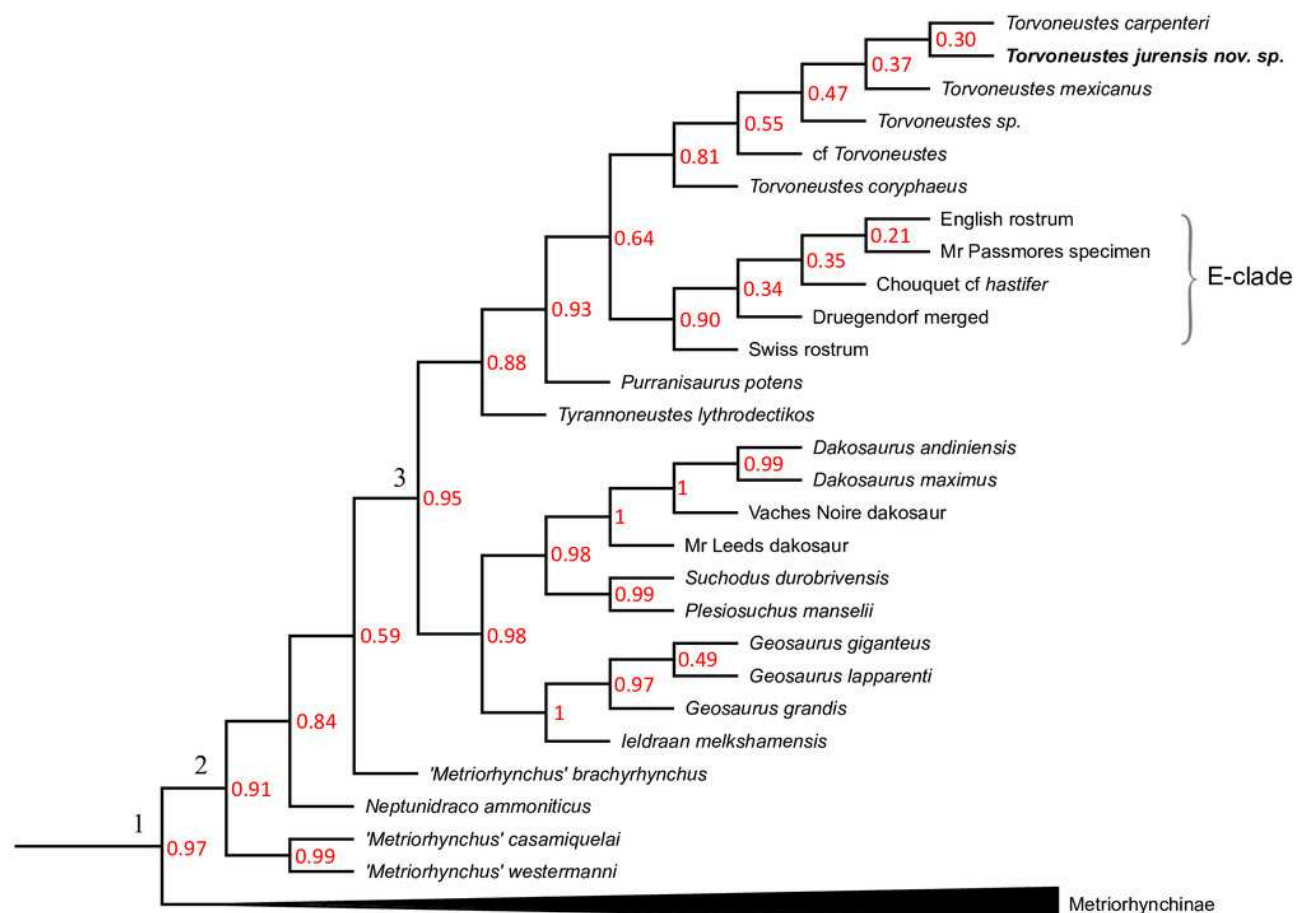 Torvoneustes carpenteri
0.30
Torvoneustes jurensis nov. sp.
0.37
Torvoneustes mexicanus
0.47
Torvoneustes sp.
0.55
cf Torvoneustes
0.81
Torvoneustes coryphaeus
English rostrum
0.21
0.64
Mr Passmores specimen
0.35
E-clade
Chouquet cf hastifer
0.34
0.93
Druegendorf merged
0.90
Swiss rostrum
0.88
Purranisaurus potens
Tyrannoneustes lythrodectikos
Dakosaurus andiniensis
0.99
3
Dakosaurus maximus
1
0.95
Vaches Noire dakosaur
1
Mr Leeds dakosaur
0.98
Suchodus durobrivensis
0.99
Plesiosuchus manselii
0.59
0.98
Geosaurus giganteus
0.49
Geosaurus lapparenti
0.97
Geosaurus grandis
1
0.84
Ieldraan melkshamensis
2
'Metriorhynchus' brachyrhynchus
0.91
Neptunidraco ammoniticus
1
'Metriorhynchus' casamiquelai
0.97
0.99
'Metriorhynchus' westermanni
Metriorhynchinae